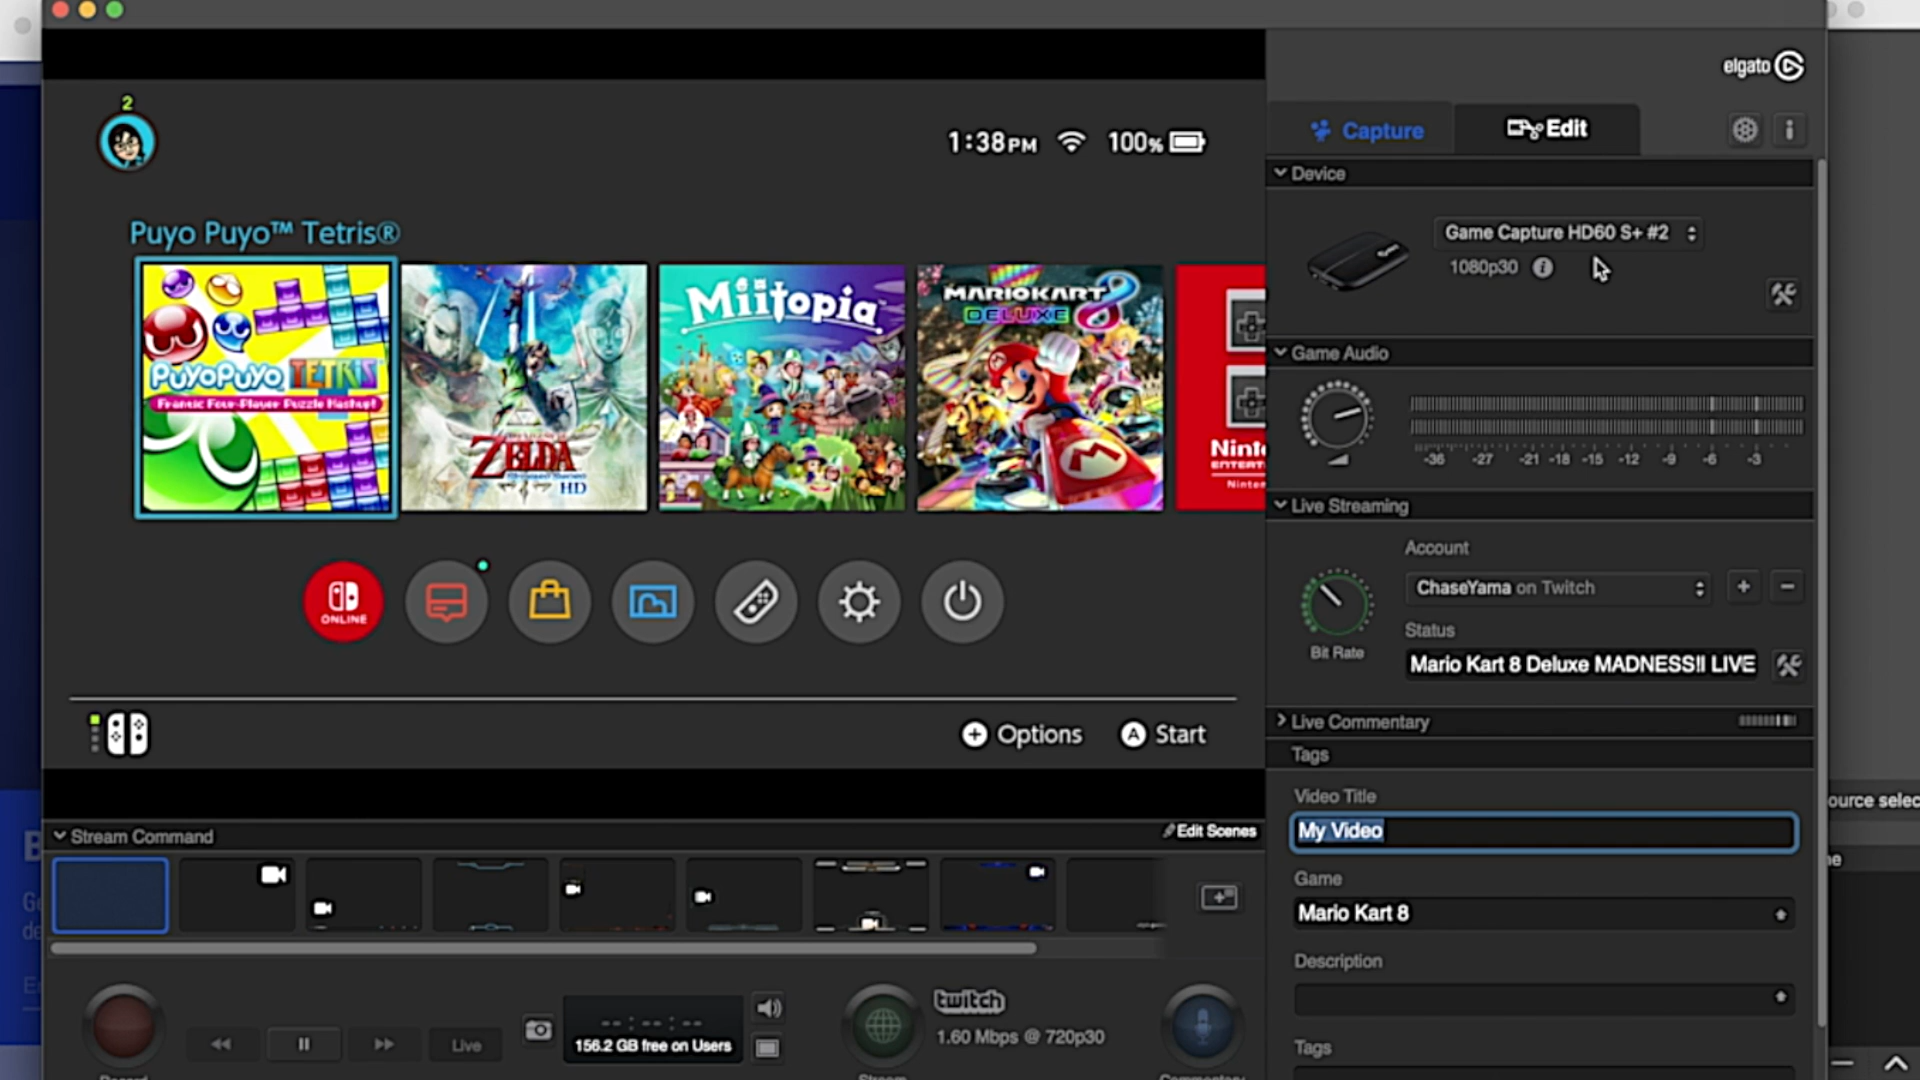 elgato
2
1:38PM
100%
Capture
Edit
Device
Puyo Puyo™ Tetris®
Game Capture HD60 S+ #2
1080p30
PUYOPUYO TETRIS
Frantic Four-Player Puzzle Mashup!
ZELDA
HD
Miitopia
MARIOKART 8
DELUXE
Game Audio
-36 -27 -21 -18 -15 -12 -9 -6 -3
Live Streaming
Account
ChaseYama on Twitch
ONLINE
Status
Bit Rate
Mario Kart 8 Deluxe MADNESS!! LIVE
Options
Start
Live Commentary
Tags
Video Title
My Video
Stream Command
Edit Scenes
Game
Mario Kart 8
Description
twitch
1.60 Mbps @ 720p30
Live
--:--:--
156.2 GB free on Users
Tags
ource selec